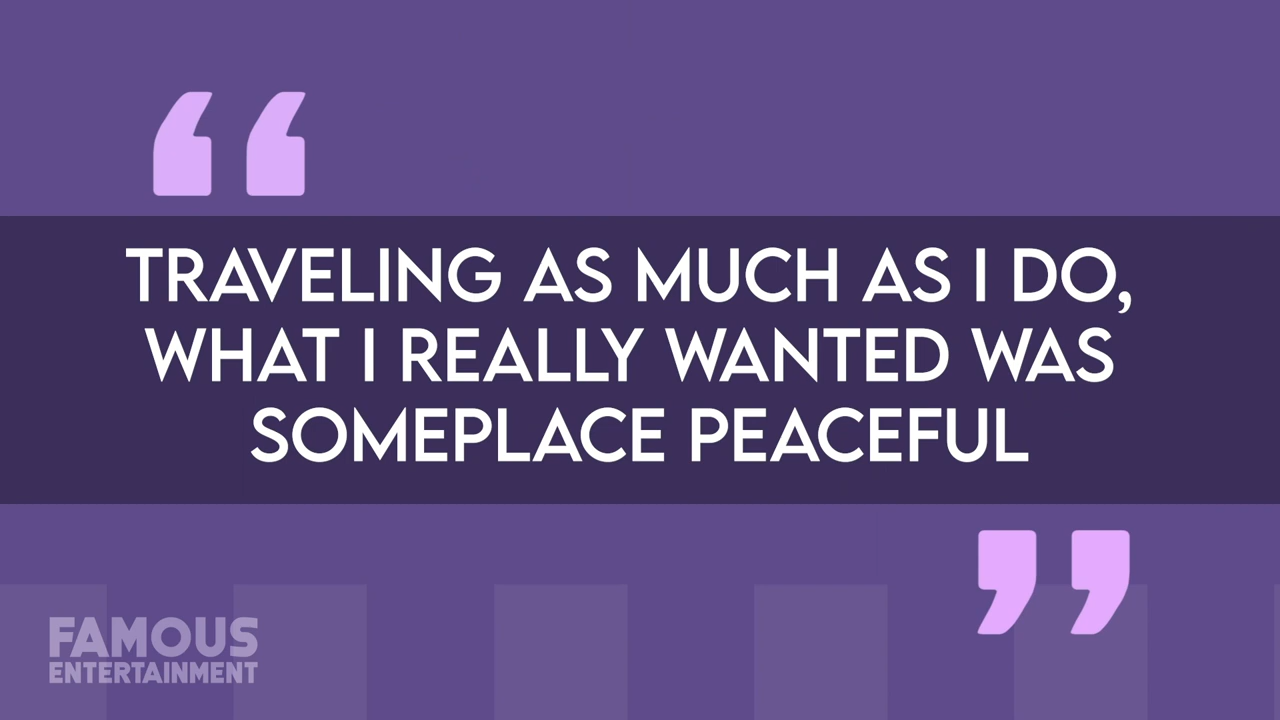 TRAVELING AS MUCH AS I DO,
WHAT I REALLY WANTED WAS
SOMEPLACE PEACEFUL
FAMOUS
ENTERTAINMENT